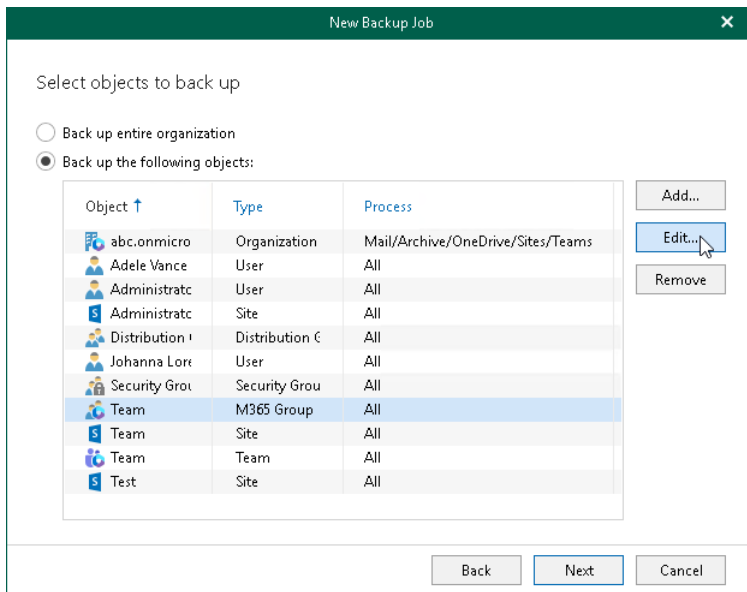 New Backup Job
Select objects to back up
Back up entire organization
Back up the following objects:
Object Type Process
abc.onmicro Organization Mail/Archive/OneDrive/Sites/Teams
Adele Vance User All
Administratc User All
Administratc Site All
Distribution Distribution G All
Johanna Lore User All
Security Grou Security Grou All
Team M365 Group All
Team Site All
Team Team All
Test Site All
Add...
Edit...
Remove
Back Next Cancel